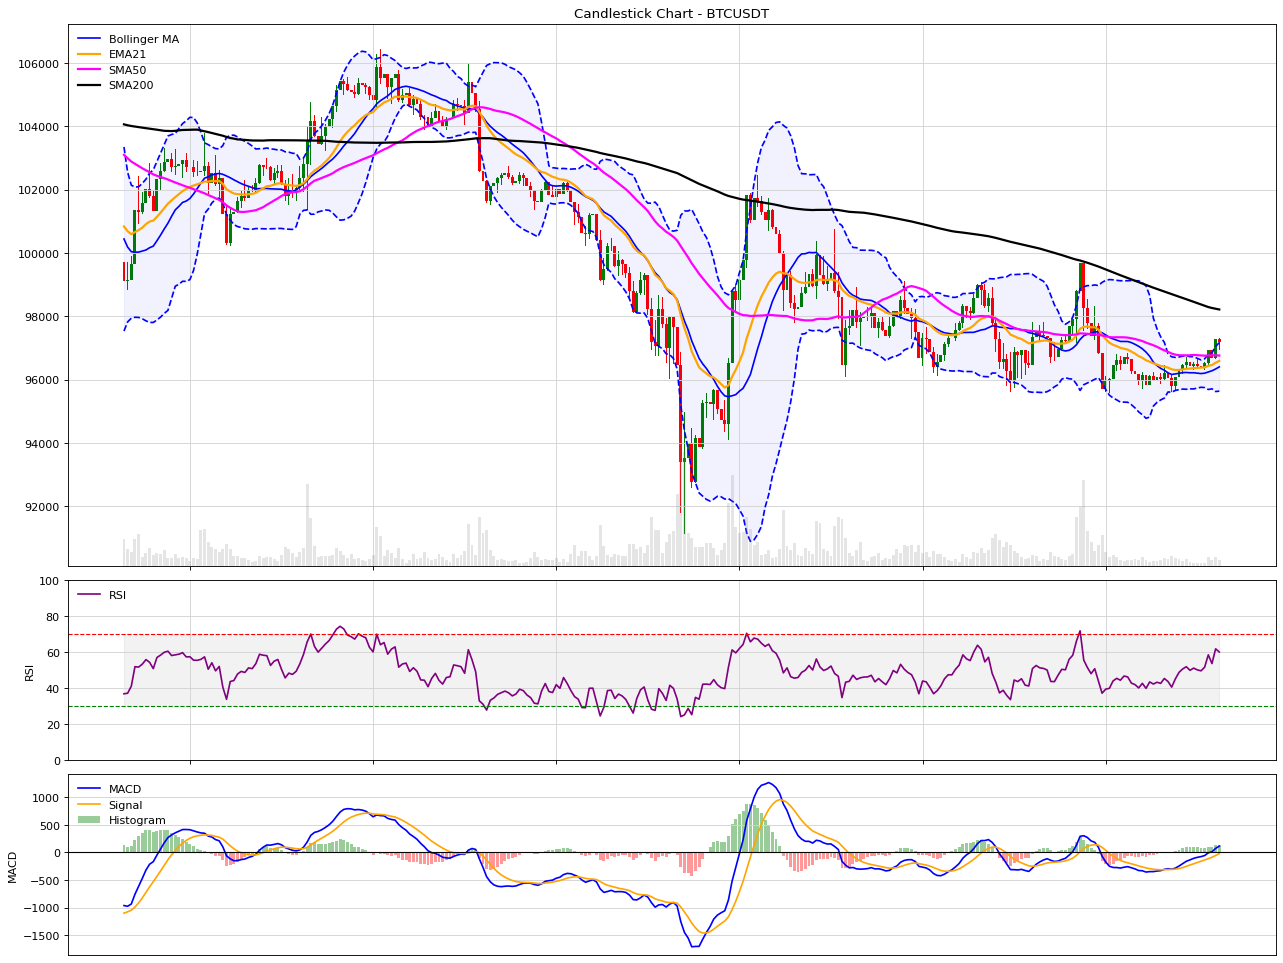 Candlestick Chart - BTCUSDT
Bollinger MA
EMA21
SMA50
SMA200
106000
104000
102000
100000
98000
96000
94000
92000
RSI
100
80
60
40
20
0
RSI
MACD
Signal
Histogram
1000
500
0
−500
−1000
−1500
MACD